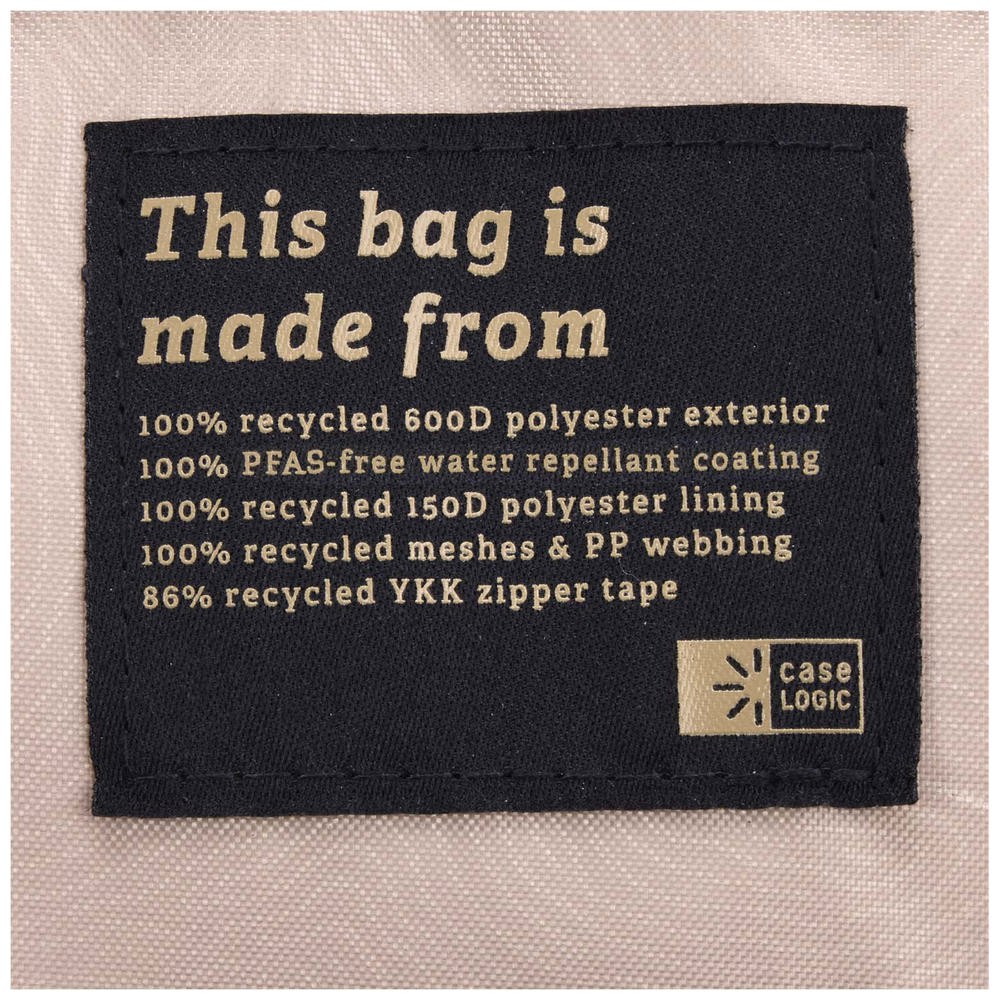 This bag is
made from
100% recycled 600D polyester exterior
100% PFAS-free water repellant coating
100% recycled 150D polyester lining
100% recycled meshes & PP webbing
86% recycled YKK zipper tape
case
LOGIC